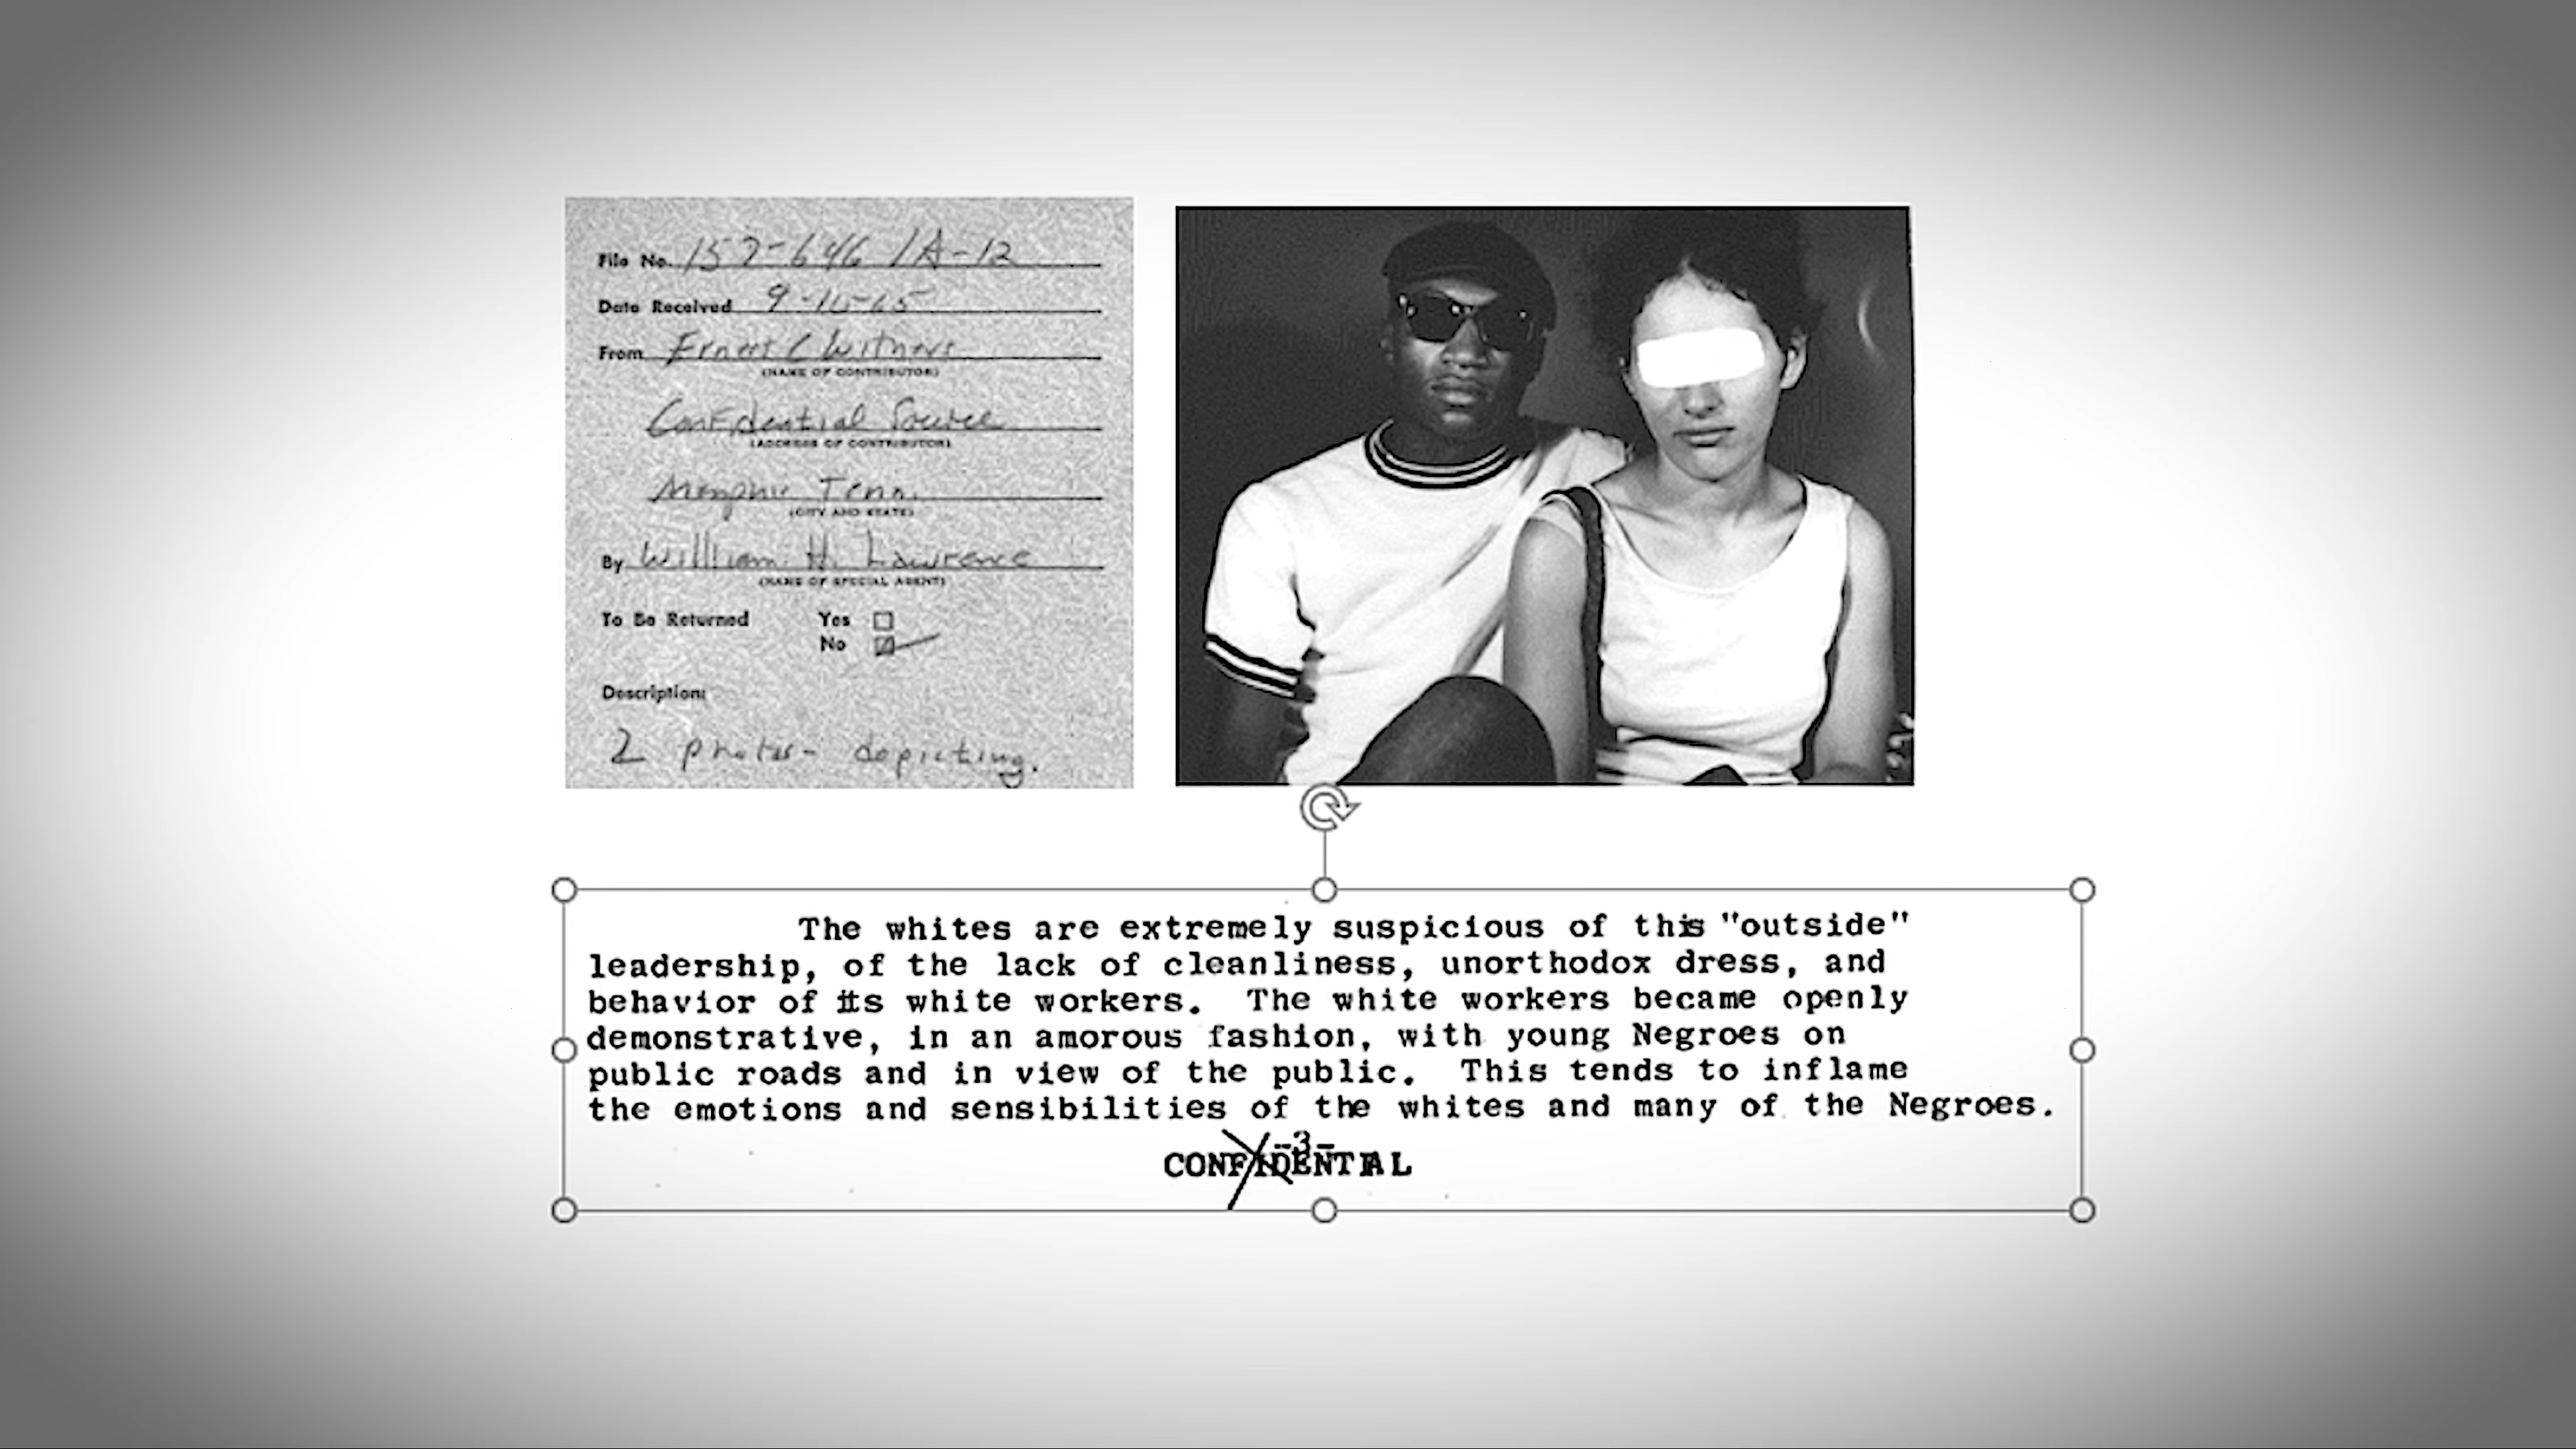 File No. 157-646 1A-12
Date Received 9-10-65
From Ernest C Withers
(NAME OF CONTRIBUTOR)
Confidential Source
(ADDRESS OF CONTRIBUTOR)
Memphis Tenn.
(CITY AND STATE)
By William H. Lawrence
(NAME OF SPECIAL AGENT)
To Be Returned Yes
No
Description:
2 photos - depicting.
The whites are extremely suspicious of this "outside"
leadership, of the lack of cleanliness, unorthodox dress, and
behavior of its white workers. The white workers became openly
demonstrative, in an amorous fashion, with young Negroes on
public roads and in view of the public. This tends to inflame
the emotions and sensibilities of the whites and many of the Negroes.
-3-
CONFIDENTIAL